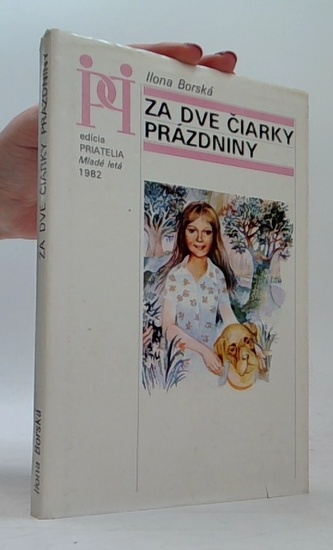 Ilona Borská
ZA DVE ČIARKY
PRÁZDNINY
edícia
PRIATELIA
Mladé letá
1982
ZA DVE ČIARKY PRÁZDNINY
Ilona Borská